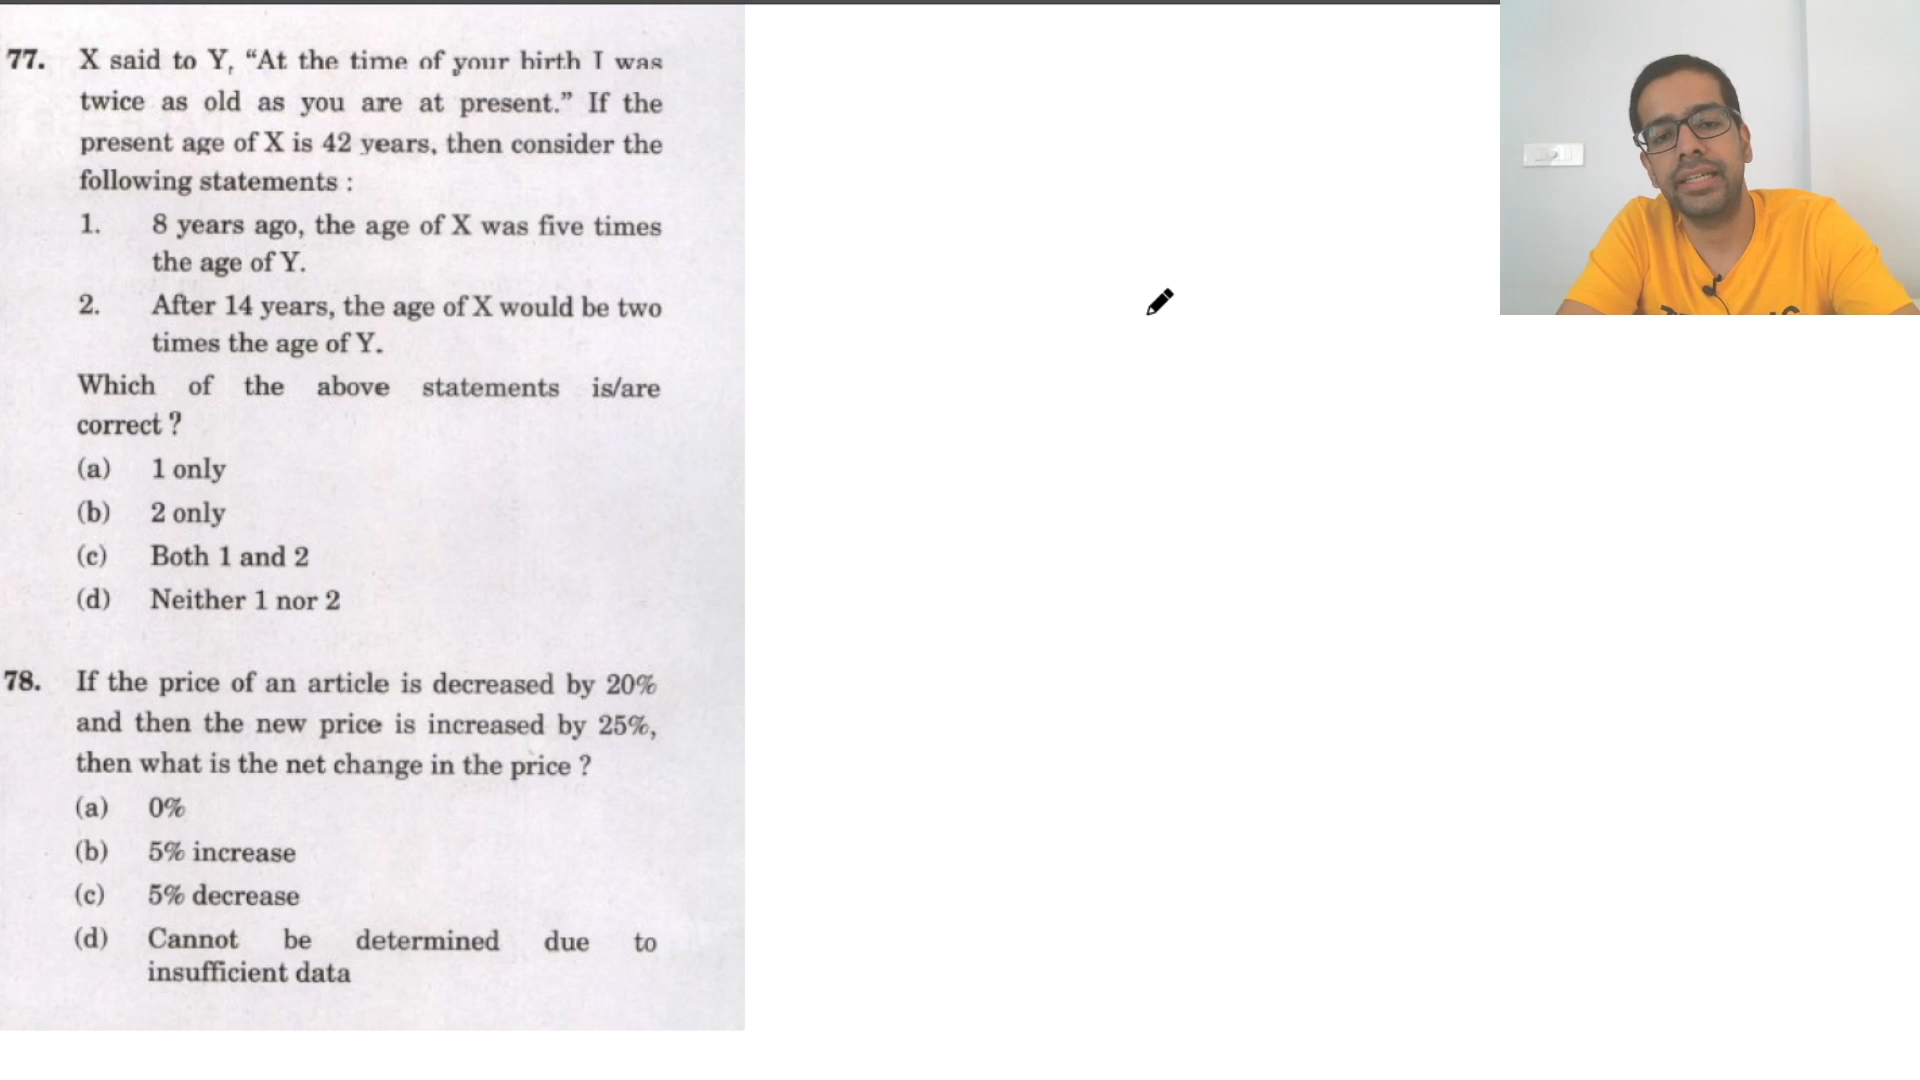 77. X said to Y, “At the time of your birth I was
twice as old as you are at present.” If the
present age of X is 42 years, then consider the
following statements :
1. 8 years ago, the age of X was five times
the age of Y.
2. After 14 years, the age of X would be two
times the age of Y.
Which of the above statements is/are
correct ?
(a) 1 only
(b) 2 only
(c) Both 1 and 2
(d) Neither 1 nor 2
78. If the price of an article is decreased by 20%
and then the new price is increased by 25%,
then what is the net change in the price ?
(a) 0%
(b) 5% increase
(c) 5% decrease
(d) Cannot be determined due to
insufficient data